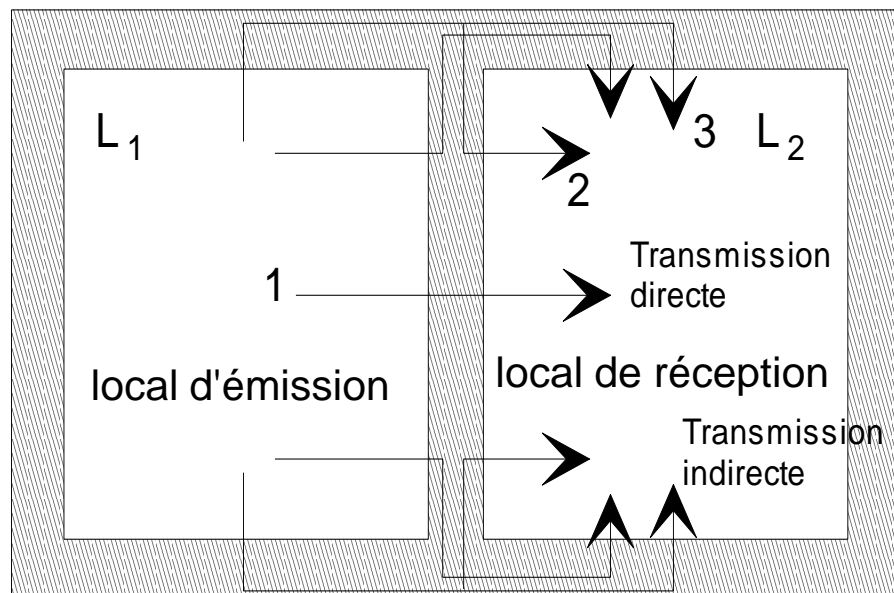 L1
3
L2
2
1
Transmission
directe
local d'émission
local de réception
Transmission
indirecte